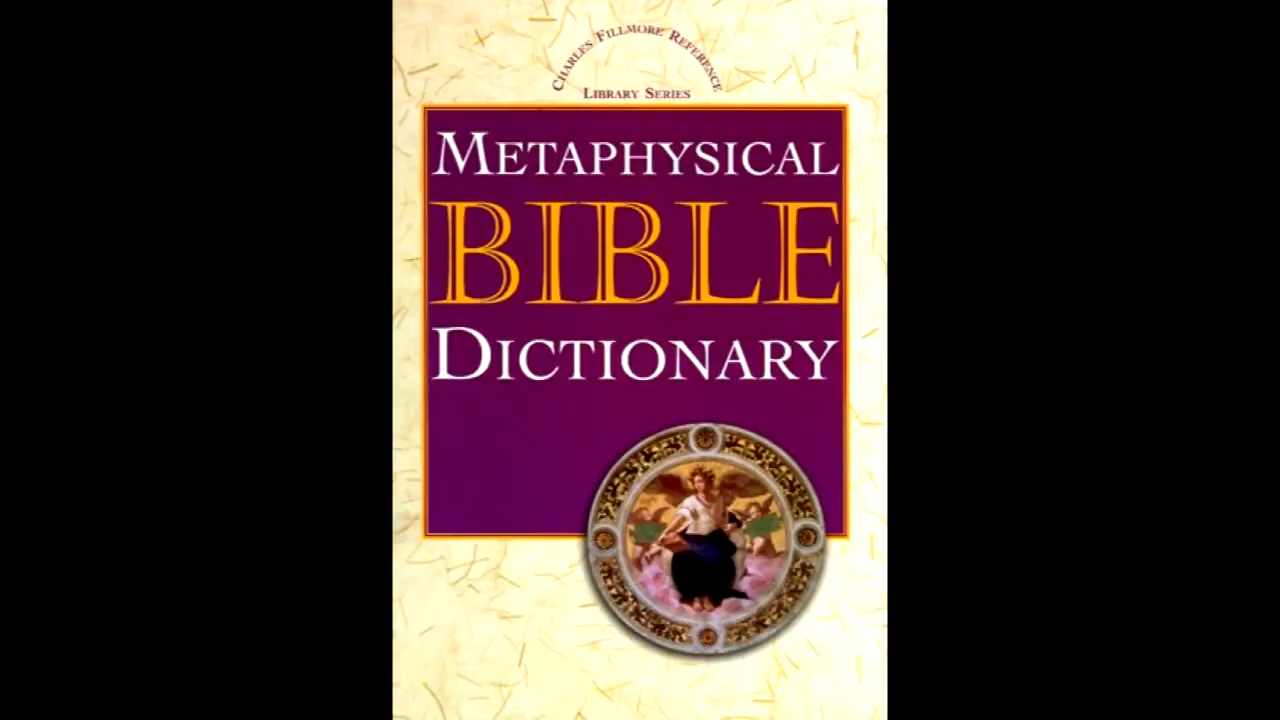 CHARLES FILLMORE REFERENCE
LIBRARY SERIES
METAPHYSICAL
BIBLE
DICTIONARY